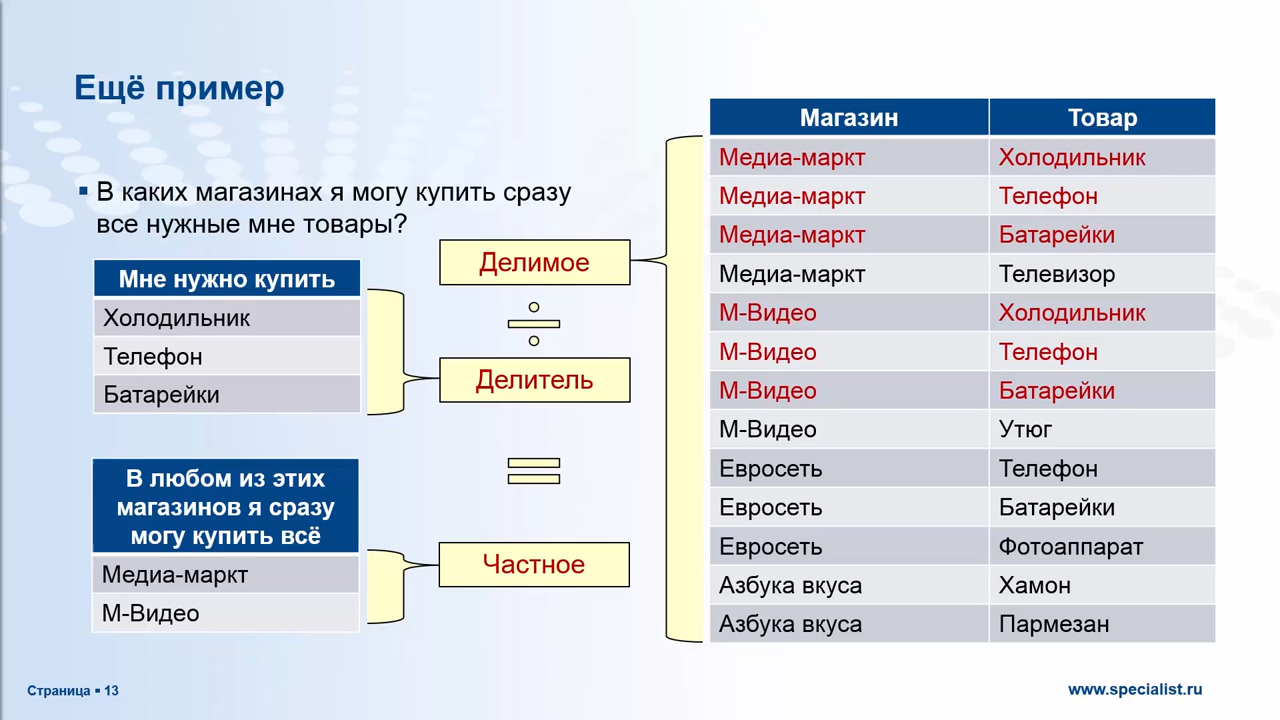 Ещё пример
▪ В каких магазинах я могу купить сразу
все нужные мне товары?
Мне нужно купить
Холодильник
Телефон
Батарейки
В любом из этих
магазинов я сразу
могу купить всё
Медиа-маркт
М-Видео
Делимое
÷
Делитель
=
Частное
Магазин Товар
Медиа-маркт Холодильник
Медиа-маркт Телефон
Медиа-маркт Батарейки
Медиа-маркт Телевизор
М-Видео Холодильник
М-Видео Телефон
М-Видео Батарейки
М-Видео Утюг
Евросеть Телефон
Евросеть Батарейки
Евросеть Фотоаппарат
Азбука вкуса Хамон
Азбука вкуса Пармезан
Страница ▪ 13
www.specialist.ru